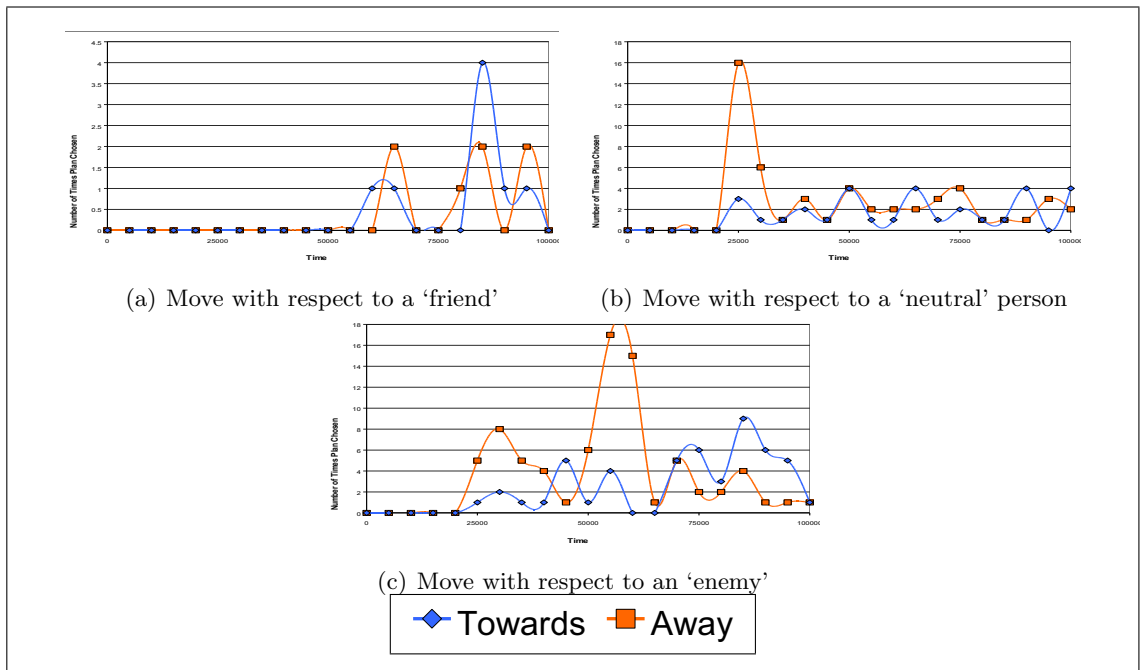 4.5
4
3.5
3
2.5
2
1.5
1
0.5
0
Number of Times Plan Chosen
0 25000 50000 75000 100000
Time
(a) Move with respect to a ‘friend’
18
16
14
12
10
8
6
4
2
0
Number of Times Plan Chosen
0 25000 50000 75000 100000
Time
(b) Move with respect to a ‘neutral’ person
18
16
14
12
10
8
6
4
2
0
Number of Times Plan Chosen
0 25000 50000 75000 100000
Time
(c) Move with respect to an ‘enemy’
Towards Away